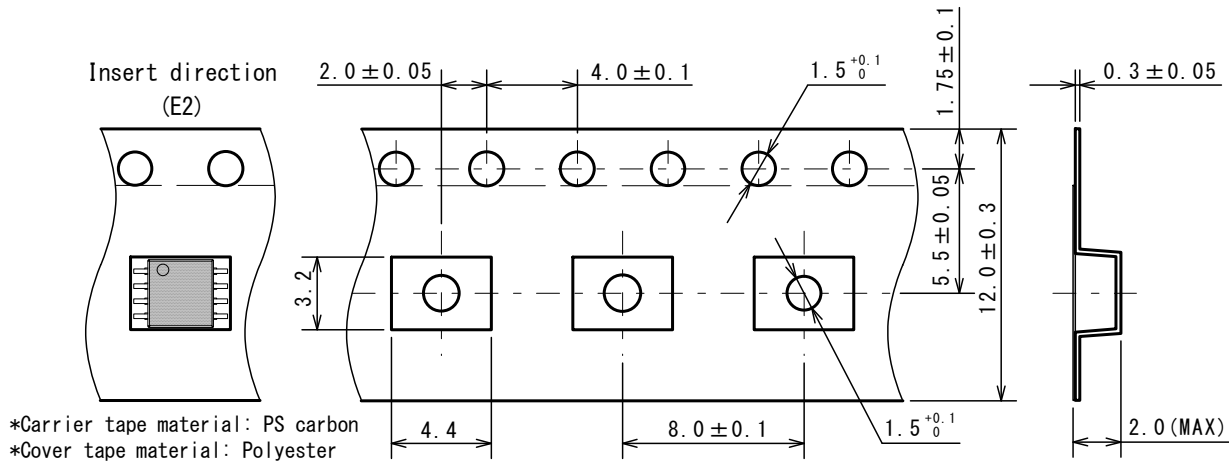 Insert direction
(E2)
2.0±0.05
4.0±0.1
1.5 +0.1 0
1.75±0.1
0.3±0.05
5.5±0.05
12.0±0.3
3.2
4.4
8.0±0.1
1.5 +0.1 0
2.0(MAX)
*Carrier tape material: PS carbon
*Cover tape material: Polyester